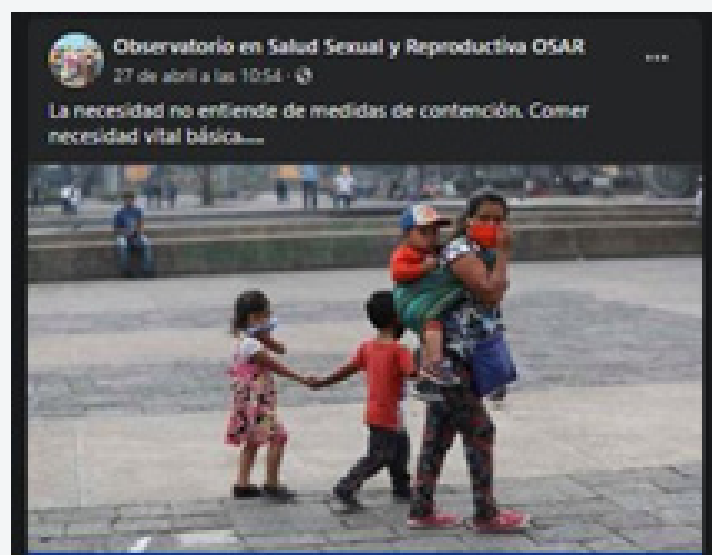 Observatorio en Salud Sexual y Reproductiva OSAR
27 de abril a las 10:54 ·
La necesidad no entiende de medidas de contención. Comer
necesidad vital básica....